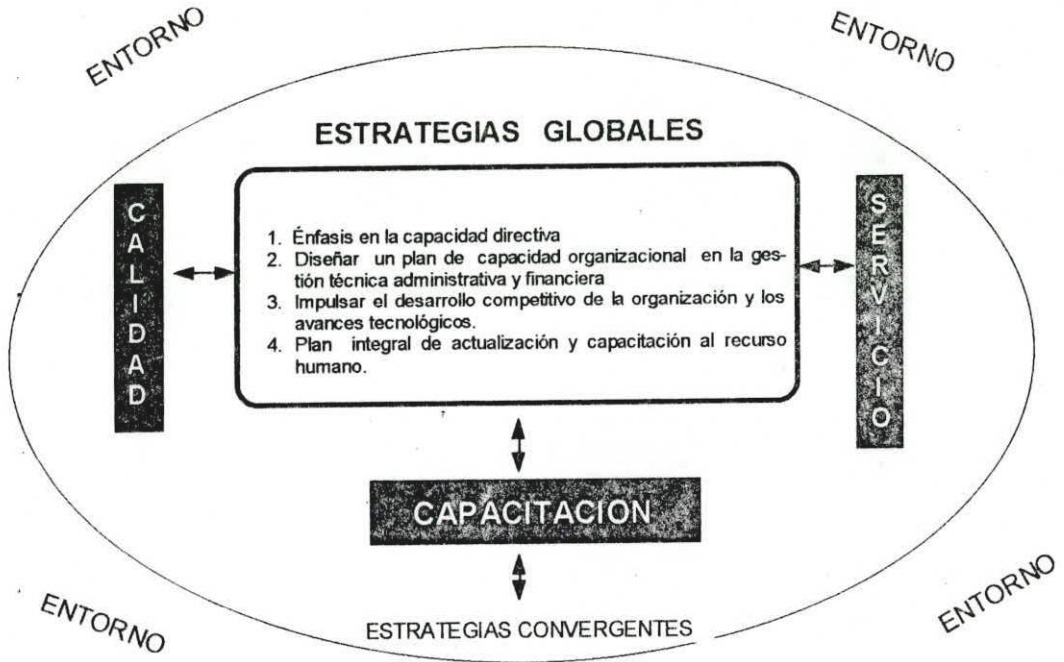 ENTORNO
ENTORNO
ESTRATEGIAS GLOBALES
CALIDAD
1. Énfasis en la capacidad directiva
2. Diseñar un plan de capacidad organizacional en la ges-
tión técnica administrativa y financiera
3. Impulsar el desarrollo competitivo de la organización y los
avances tecnológicos.
4. Plan integral de actualización y capacitación al recurso
humano.
SERVICIO
CAPACITACION
ESTRATEGIAS CONVERGENTES
ENTORNO
ENTORNO